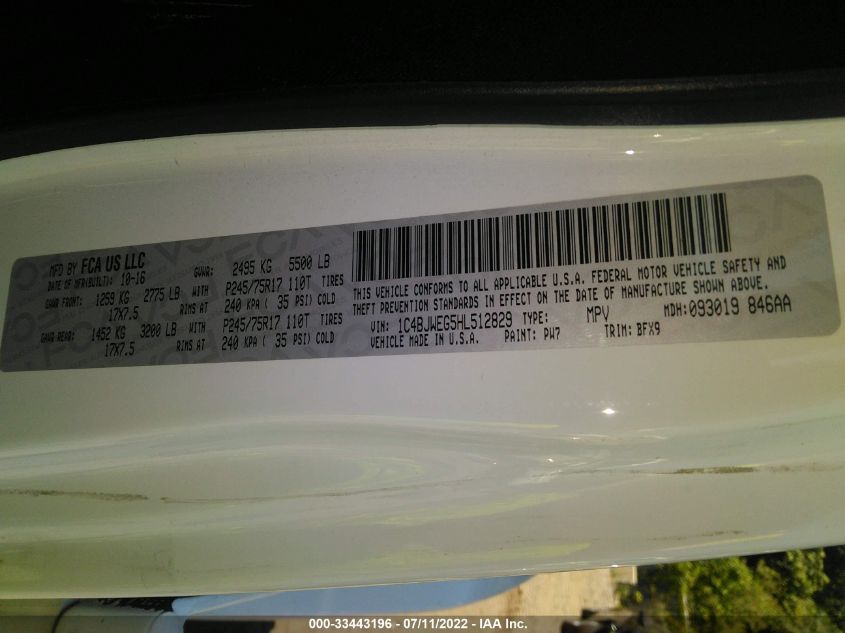 MFD BY FCA US LLC
DATE OF MFR(BUILT): 10-16
GVWR: 2495 KG 5500 LB
GAWR FRONT: 1259 KG 2775 LB WITH P245/75R17 110T TIRES
17X7.5 RIMS AT 240 KPA ( 35 PSI) COLD
GAWR REAR: 1452 KG 3200 LB WITH P245/75R17 110T TIRES
17X7.5 RIMS AT 240 KPA ( 35 PSI) COLD
THIS VEHICLE CONFORMS TO ALL APPLICABLE U.S.A. FEDERAL MOTOR VEHICLE SAFETY AND
THEFT PREVENTION STANDARDS IN EFFECT ON THE DATE OF MANUFACTURE SHOWN ABOVE.
VIN: 1C4BJWEG5HL512829 TYPE: MPV MDH: 093019 846AA
VEHICLE MADE IN U.S.A. PAINT: PW7 TRIM: BFX9
000-33443196 - 07/11/2022 - IAA Inc.